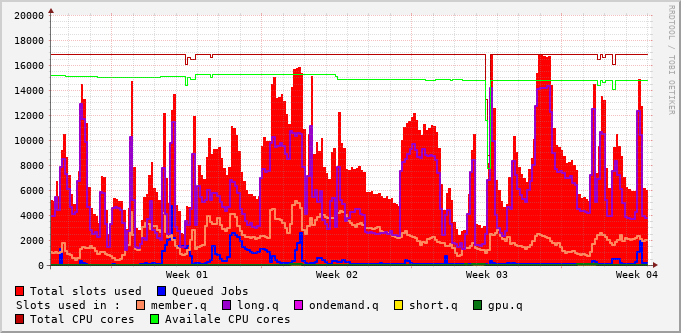 20000
18000
16000
14000
12000
10000
8000
6000
4000
2000
0
Week 01 Week 02 Week 03 Week 04
RRDTOOL / TOBI OETIKER
Total slots used Queued Jobs
Slots used in : member.q long.q ondemand.q short.q gpu.q
Total CPU cores Availale CPU cores